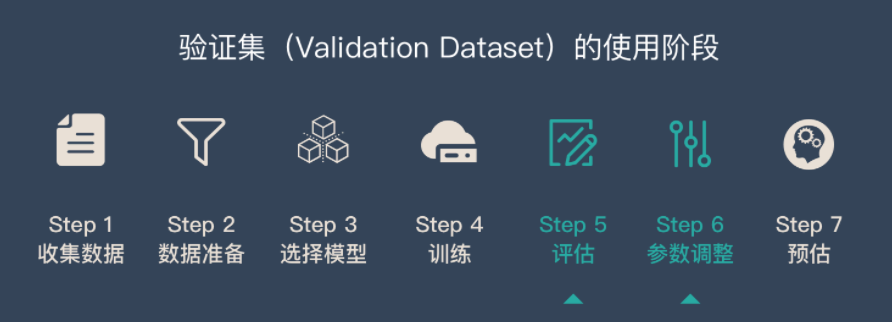 验证集（Validation Dataset）的使用阶段
Step 1
收集数据
Step 2
数据准备
Step 3
选择模型
Step 4
训练
Step 5
评估
Step 6
参数调整
Step 7
预估